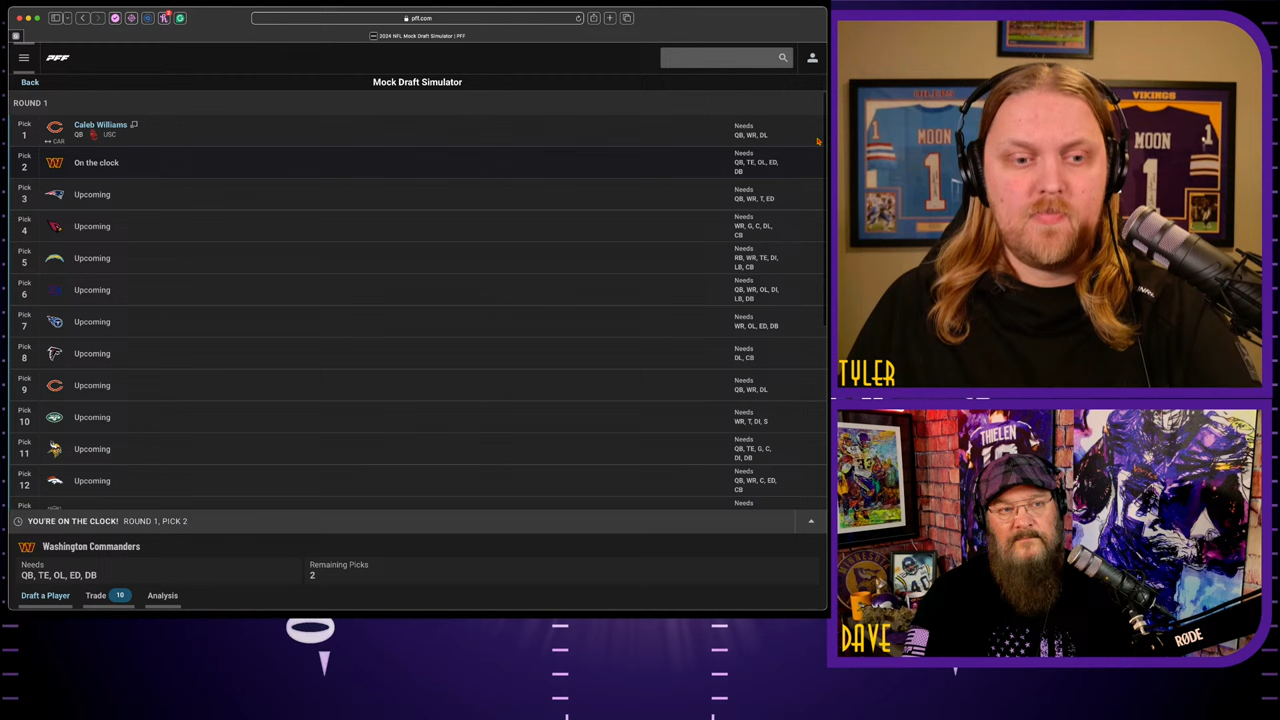 pff.com
2024 NFL Mock Draft Simulator | PFF
PFF
Back
Mock Draft Simulator
ROUND 1
Pick
1
CAR
Caleb Williams
QB
USC
Needs
QB, WR, DL
Pick
2
On the clock
Needs
QB, TE, OL, ED,
DB
Pick
3
Upcoming
Needs
QB, WR, T, ED
Pick
4
Upcoming
Needs
WR, G, C, DL,
CB
Pick
5
Upcoming
Needs
RB, WR, TE, DI,
LB, CB
Pick
6
Upcoming
Needs
QB, WR, OL, DI,
LB, DB
Pick
7
Upcoming
Needs
WR, OL, ED, DB
Pick
8
Upcoming
Needs
DL, CB
Pick
9
Upcoming
Needs
QB, WR, DL
Pick
10
Upcoming
Needs
WR, T, DI, S
Pick
11
Upcoming
Needs
QB, TE, G, C,
DI, DB
Pick
12
Upcoming
Needs
QB, WR, C, ED,
CB
Pick
Needs
YOU'RE ON THE CLOCK! ROUND 1, PICK 2
Washington Commanders
Needs
QB, TE, OL, ED, DB
Remaining Picks
2
Draft a Player
Trade 10
Analysis
VIKINGS
1
MOON
1
MOON
1
TYLER
THIELEN
MINNESOTA
RØDE
DAVE